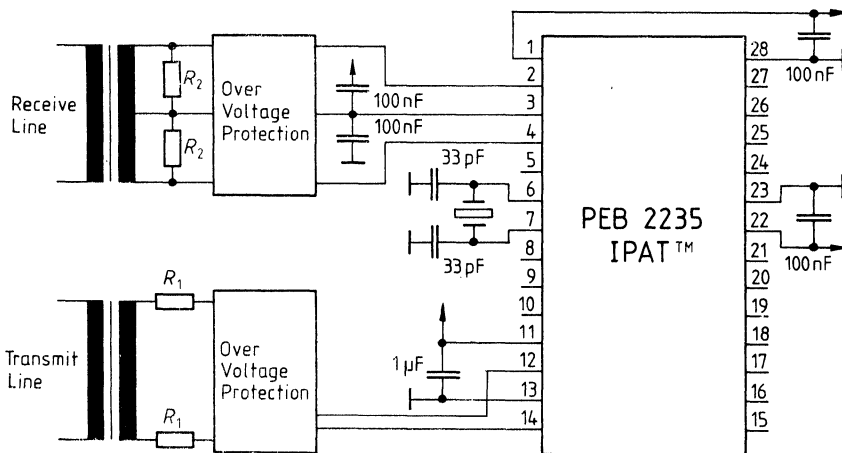 Receive
Line
R2
R2
Over
Voltage
Protection
100 nF
100 nF
33 pF
33 pF
Transmit
Line
R1
R1
Over
Voltage
Protection
1 µF
1
2
3
4
5
6
7
8
9
10
11
12
13
14
PEB 2235
IPAT™
28
27
26
25
24
23
22
21
20
19
18
17
16
15
100 nF
100 nF